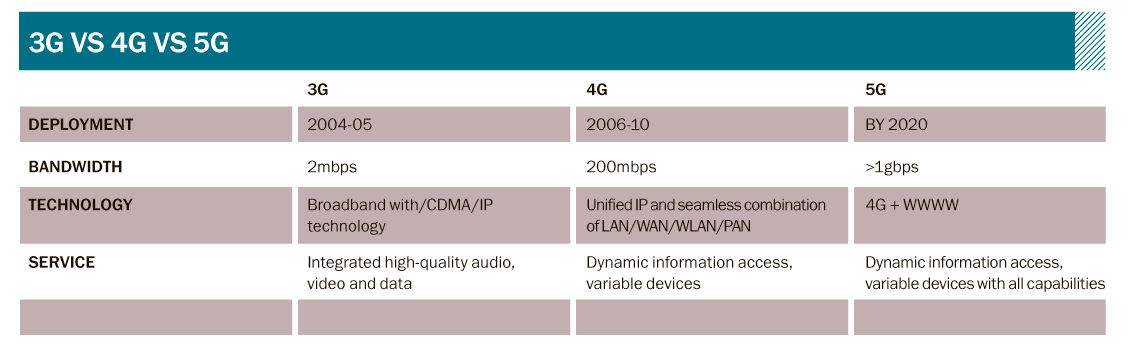 3G VS 4G VS 5G
3G 4G 5G
DEPLOYMENT 2004-05 2006-10 BY 2020
BANDWIDTH 2mbps 200mbps >1gbps
TECHNOLOGY Broadband with/CDMA/IP Unified IP and seamless combination 4G + WWWW
technology of LAN/WAN/WLAN/PAN
SERVICE Integrated high-quality audio, Dynamic information access, Dynamic information access,
video and data variable devices variable devices with all capabilities